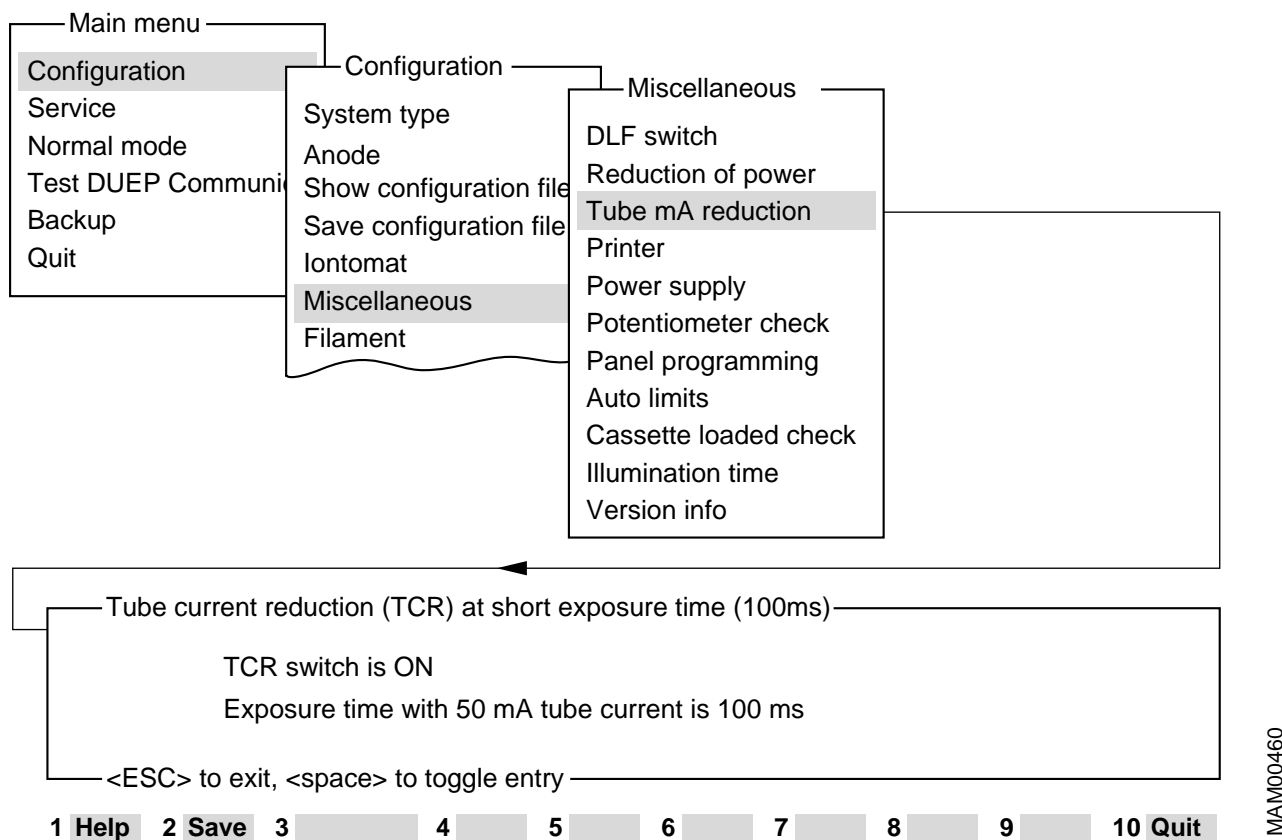 Main menu
Configuration
Service
Normal mode
Test DUEP Communic
Backup
Quit
Configuration
System type
Anode
Show configuration file
Save configuration file
Iontomat
Miscellaneous
Filament
Miscellaneous
DLF switch
Reduction of power
Tube mA reduction
Printer
Power supply
Potentiometer check
Panel programming
Auto limits
Cassette loaded check
Illumination time
Version info
Tube current reduction (TCR) at short exposure time (100ms)
TCR switch is ON
Exposure time with 50 mA tube current is 100 ms
<ESC> to exit, <space> to toggle entry
1 Help 2 Save 3 4 5 6 7 8 9 10 Quit
MAM00460